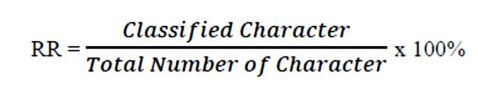 Classified Character
RR = ―――――――――― x 100%
Total Number of Character